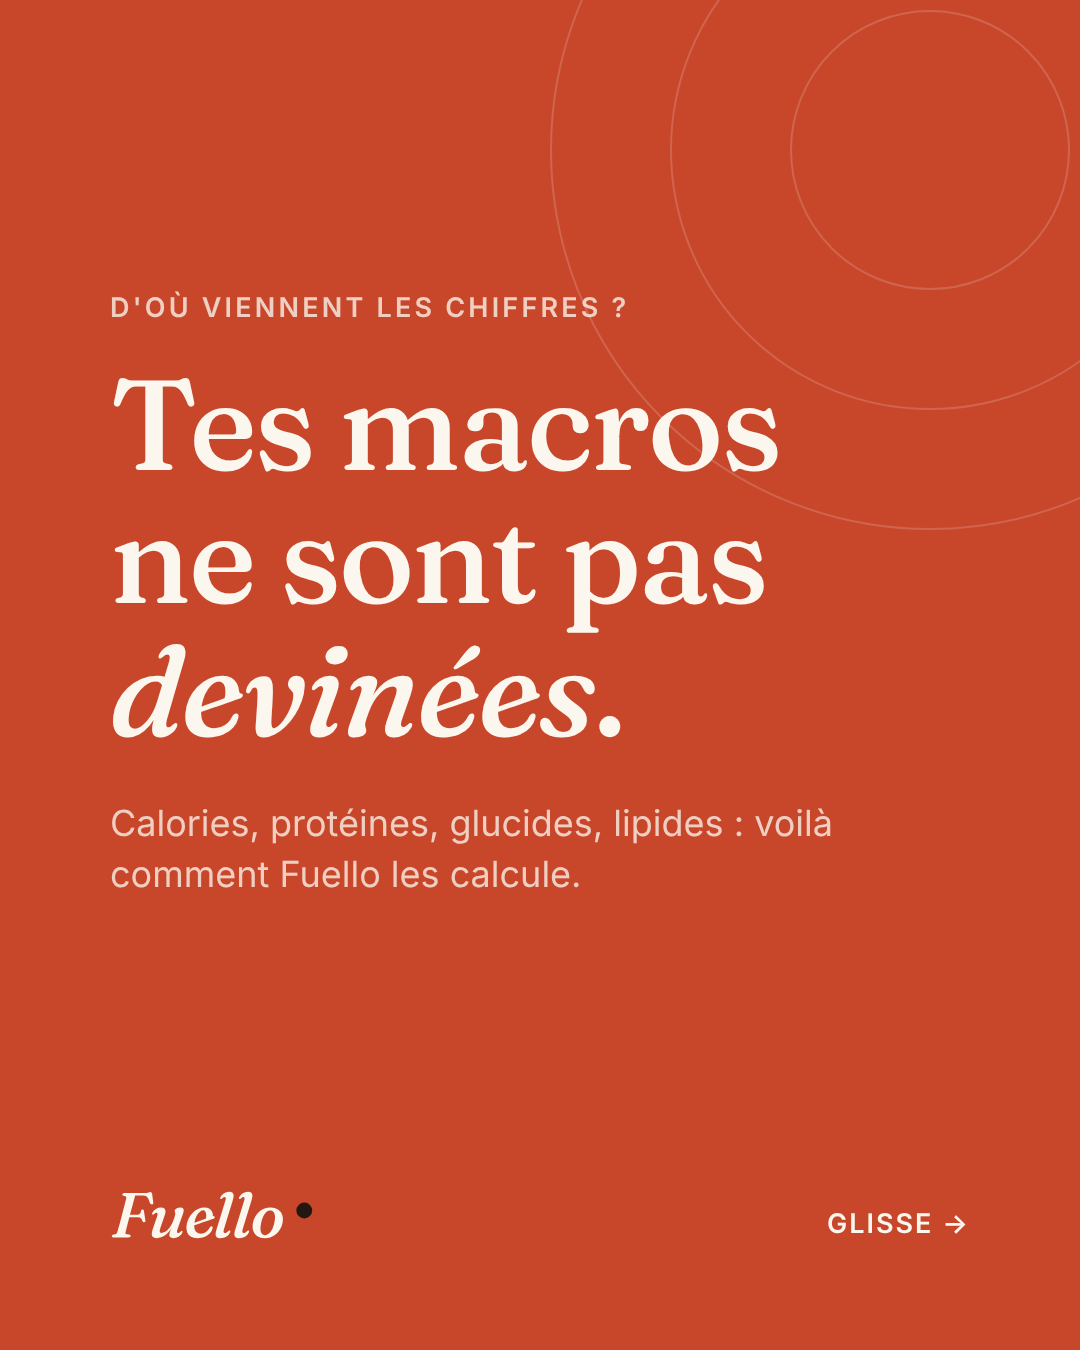 D'OÙ VIENNENT LES CHIFFRES ?
Tes macros
ne sont pas
devinées.
Calories, protéines, glucides, lipides : voilà
comment Fuello les calcule.
Fuello
GLISSE →